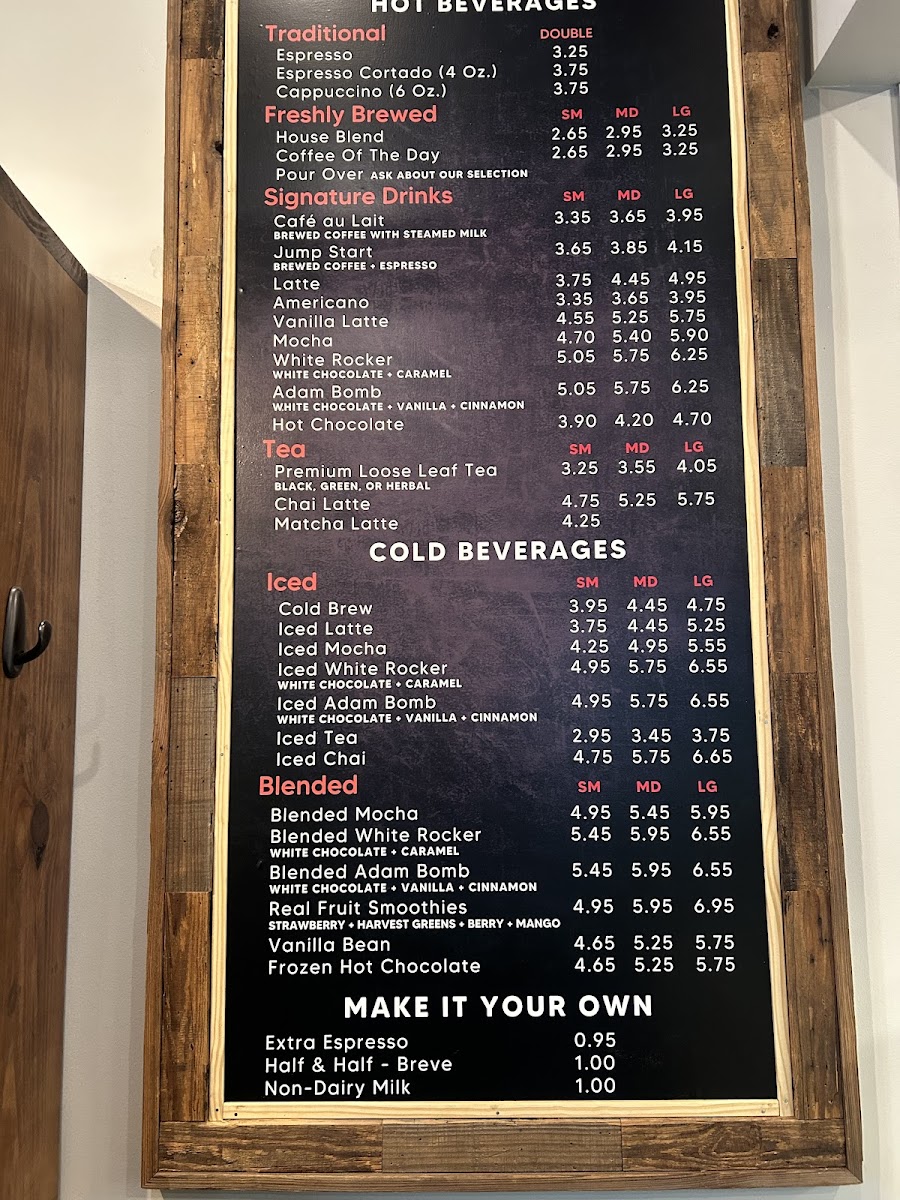 HOT BEVERAGES
Traditional DOUBLE
Espresso 3.25
Espresso Cortado (4 Oz.) 3.75
Cappuccino (6 Oz.) 3.75
Freshly Brewed SM MD LG
House Blend 2.65 2.95 3.25
Coffee Of The Day 2.65 2.95 3.25
Pour Over ASK ABOUT OUR SELECTION
Signature Drinks SM MD LG
Café au Lait 3.35 3.65 3.95
BREWED COFFEE WITH STEAMED MILK
Jump Start 3.65 3.85 4.15
BREWED COFFEE + ESPRESSO
Latte 3.75 4.45 4.95
Americano 3.35 3.65 3.95
Vanilla Latte 4.55 5.25 5.75
Mocha 4.70 5.40 5.90
White Rocker 5.05 5.75 6.25
WHITE CHOCOLATE + CARAMEL
Adam Bomb 5.05 5.75 6.25
WHITE CHOCOLATE + VANILLA + CINNAMON
Hot Chocolate 3.90 4.20 4.70
Tea SM MD LG
Premium Loose Leaf Tea 3.25 3.55 4.05
BLACK, GREEN, OR HERBAL
Chai Latte 4.75 5.25 5.75
Matcha Latte 4.25
COLD BEVERAGES
Iced SM MD LG
Cold Brew 3.95 4.45 4.75
Iced Latte 3.75 4.45 5.25
Iced Mocha 4.25 4.95 5.55
Iced White Rocker 4.95 5.75 6.55
WHITE CHOCOLATE + CARAMEL
Iced Adam Bomb 4.95 5.75 6.55
WHITE CHOCOLATE + VANILLA + CINNAMON
Iced Tea 2.95 3.45 3.75
Iced Chai 4.75 5.75 6.65
Blended SM MD LG
Blended Mocha 4.95 5.45 5.95
Blended White Rocker 5.45 5.95 6.55
WHITE CHOCOLATE + CARAMEL
Blended Adam Bomb 5.45 5.95 6.55
WHITE CHOCOLATE + VANILLA + CINNAMON
Real Fruit Smoothies 4.95 5.95 6.95
STRAWBERRY + HARVEST GREENS + BERRY + MANGO
Vanilla Bean 4.65 5.25 5.75
Frozen Hot Chocolate 4.65 5.25 5.75
MAKE IT YOUR OWN
Extra Espresso 0.95
Half & Half - Breve 1.00
Non-Dairy Milk 1.00